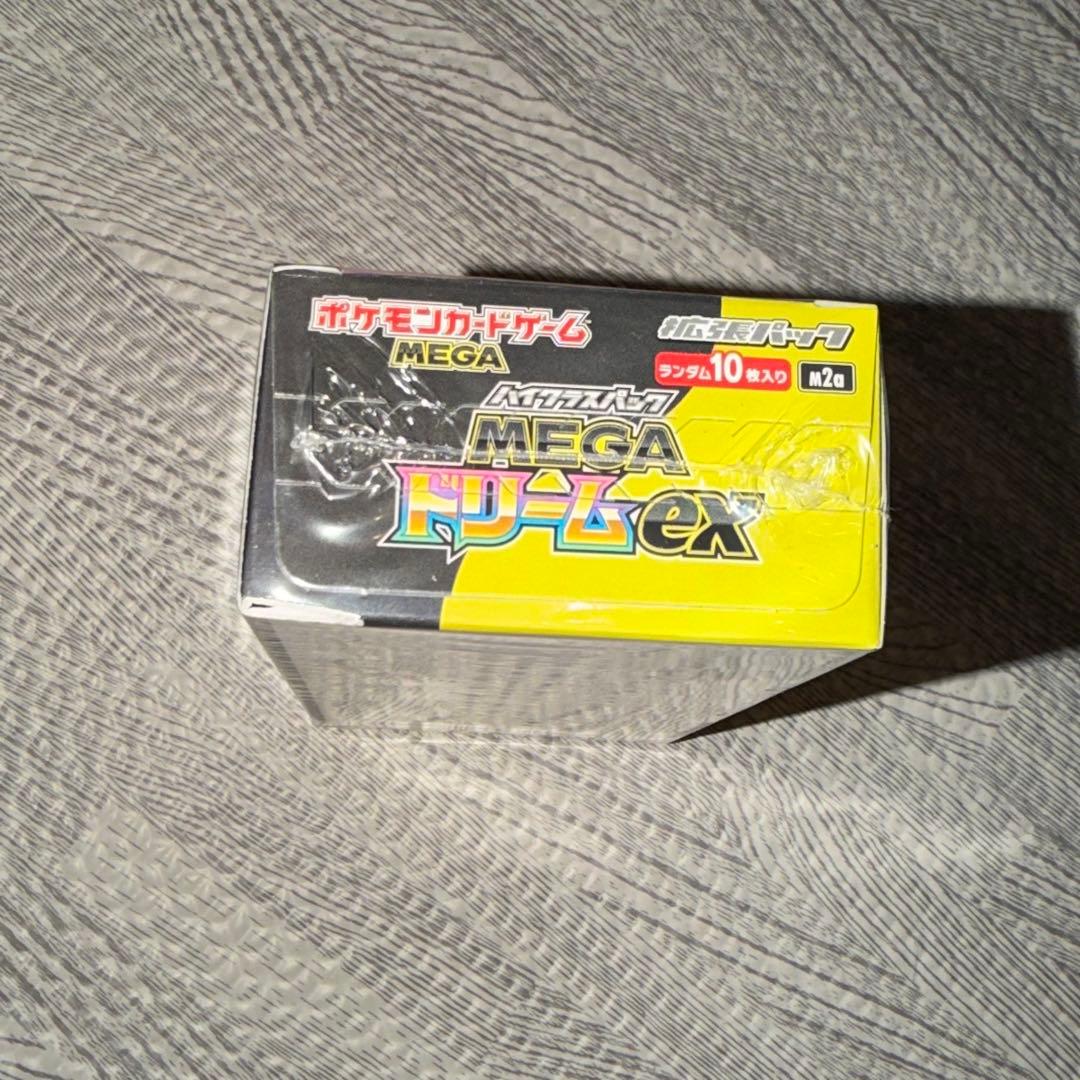 ポケモンカードゲーム
MEGA
拡張パック
ランダム10枚入り
M2a
ハイクラスパック
MEGA
ドリームex